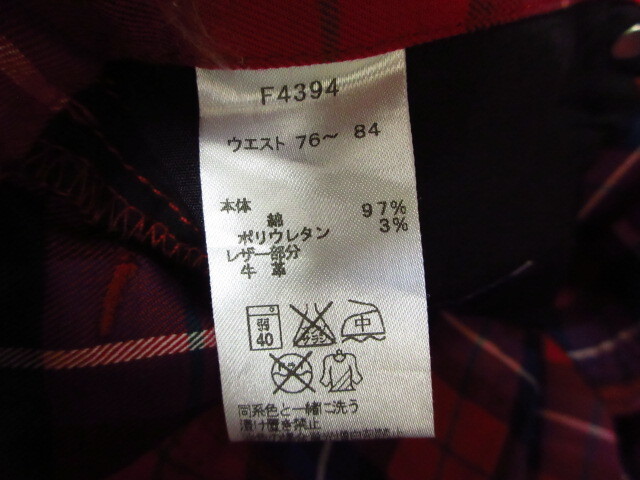 F4394
ウエスト 76～ 84
本体
綿 97%
ポリウレタン 3%
レザー部分
牛 革
弱 40 中
同系色と一緒に洗う
漬け置き禁止